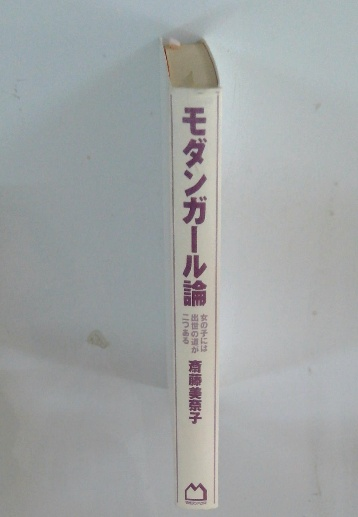 モダンガール論
女の子には
出世の道が
二つある
斎藤美奈子